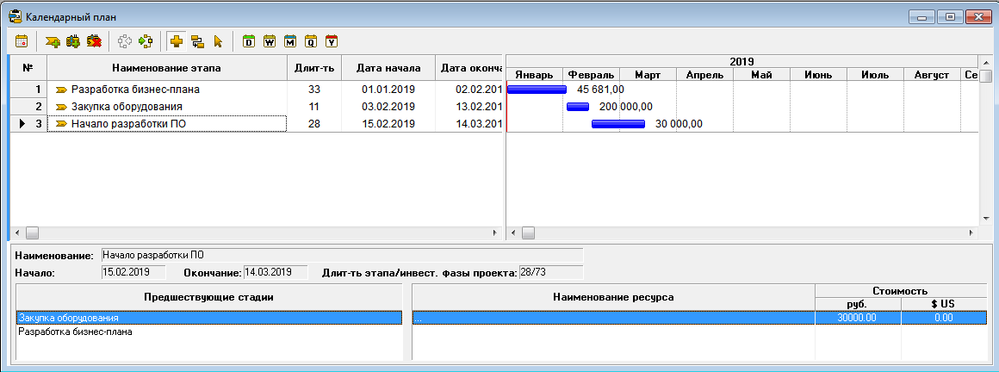 Календарный план
D W M Q Y
№ Наименование этапа Длит-ть Дата начала Дата оконча
2019
Январь Февраль Март Апрель Май Июнь Июль Август Се
1 Разработка бизнес-плана 33 01.01.2019 02.02.201 45 681,00
2 Закупка оборудования 11 03.02.2019 13.02.201 200 000,00
3 Начало разработки ПО 28 15.02.2019 14.03.201 30 000,00
Наименование: Начало разработки ПО
Начало: 15.02.2019 Окончание: 14.03.2019 Длит-ть этапа/инвест. фазы проекта: 28/73
Предшествующие стадии Наименование ресурса Стоимость
руб. $ US
Закупка оборудования ... 30000.00 0.00
Разработка бизнес-плана